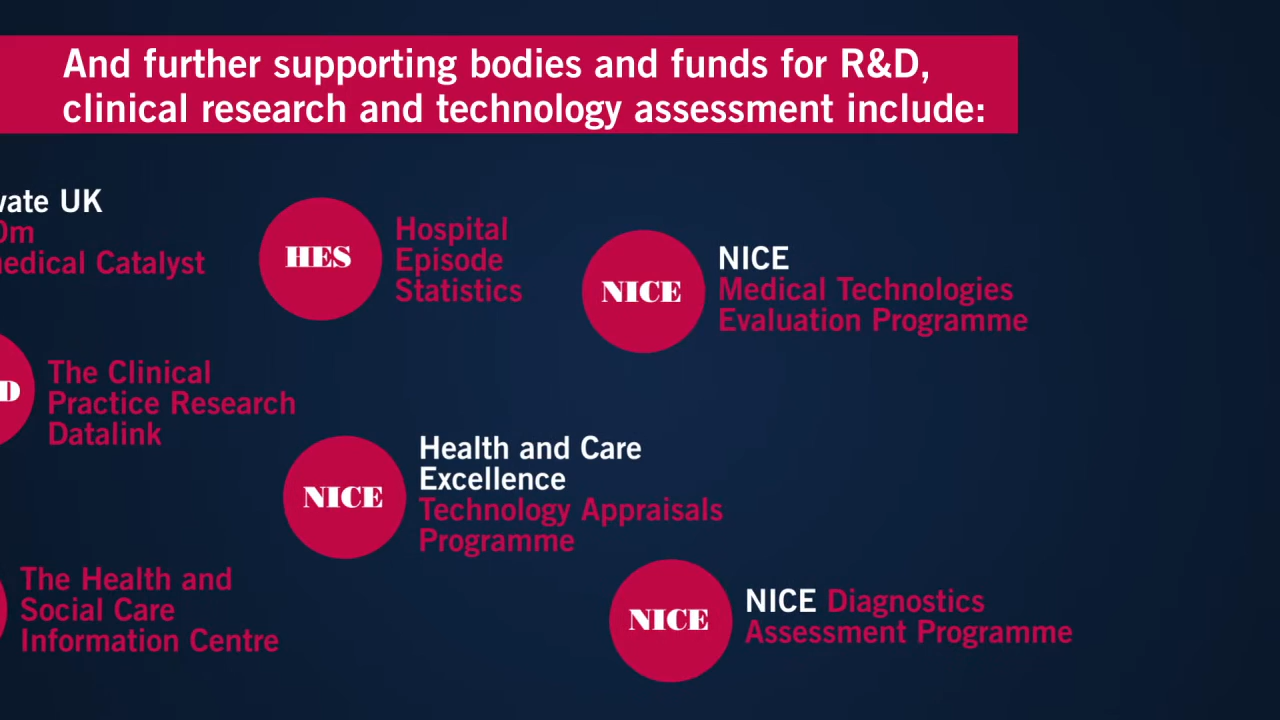 And further supporting bodies and funds for R&D,
clinical research and technology assessment include:
UK
Catalyst
HES
Hospital
Episode
Statistics
NICE
NICE
Medical Technologies
Evaluation Programme
The Clinical
Practice Research
Datalink
NICE
Health and Care
Excellence
Technology Appraisals
Programme
The Health and
Social Care
Information Centre
NICE
NICE Diagnostics
Assessment Programme